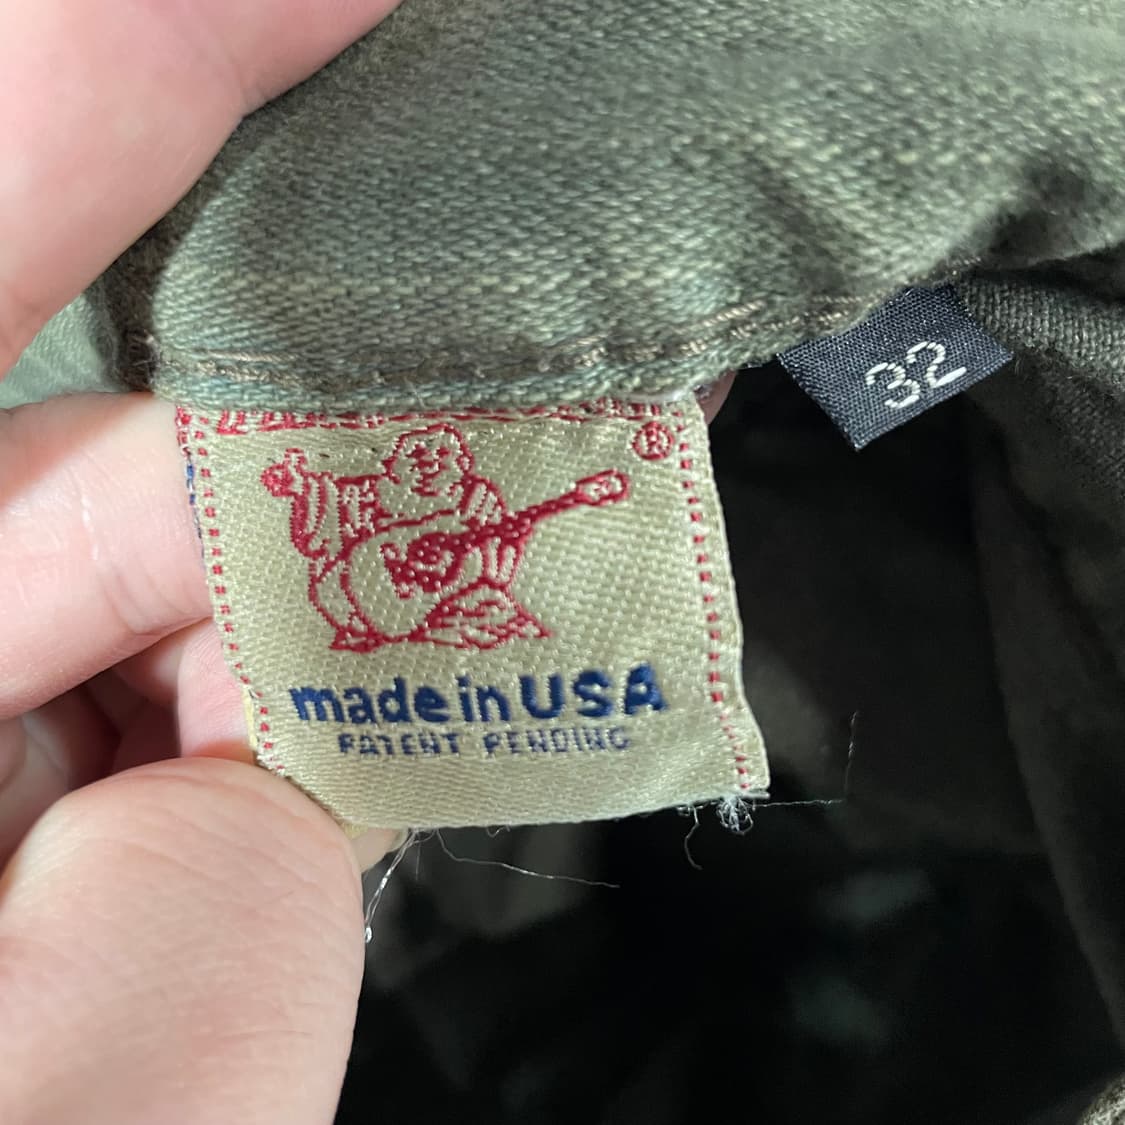 32
®
made in USA
PATENT PENDING